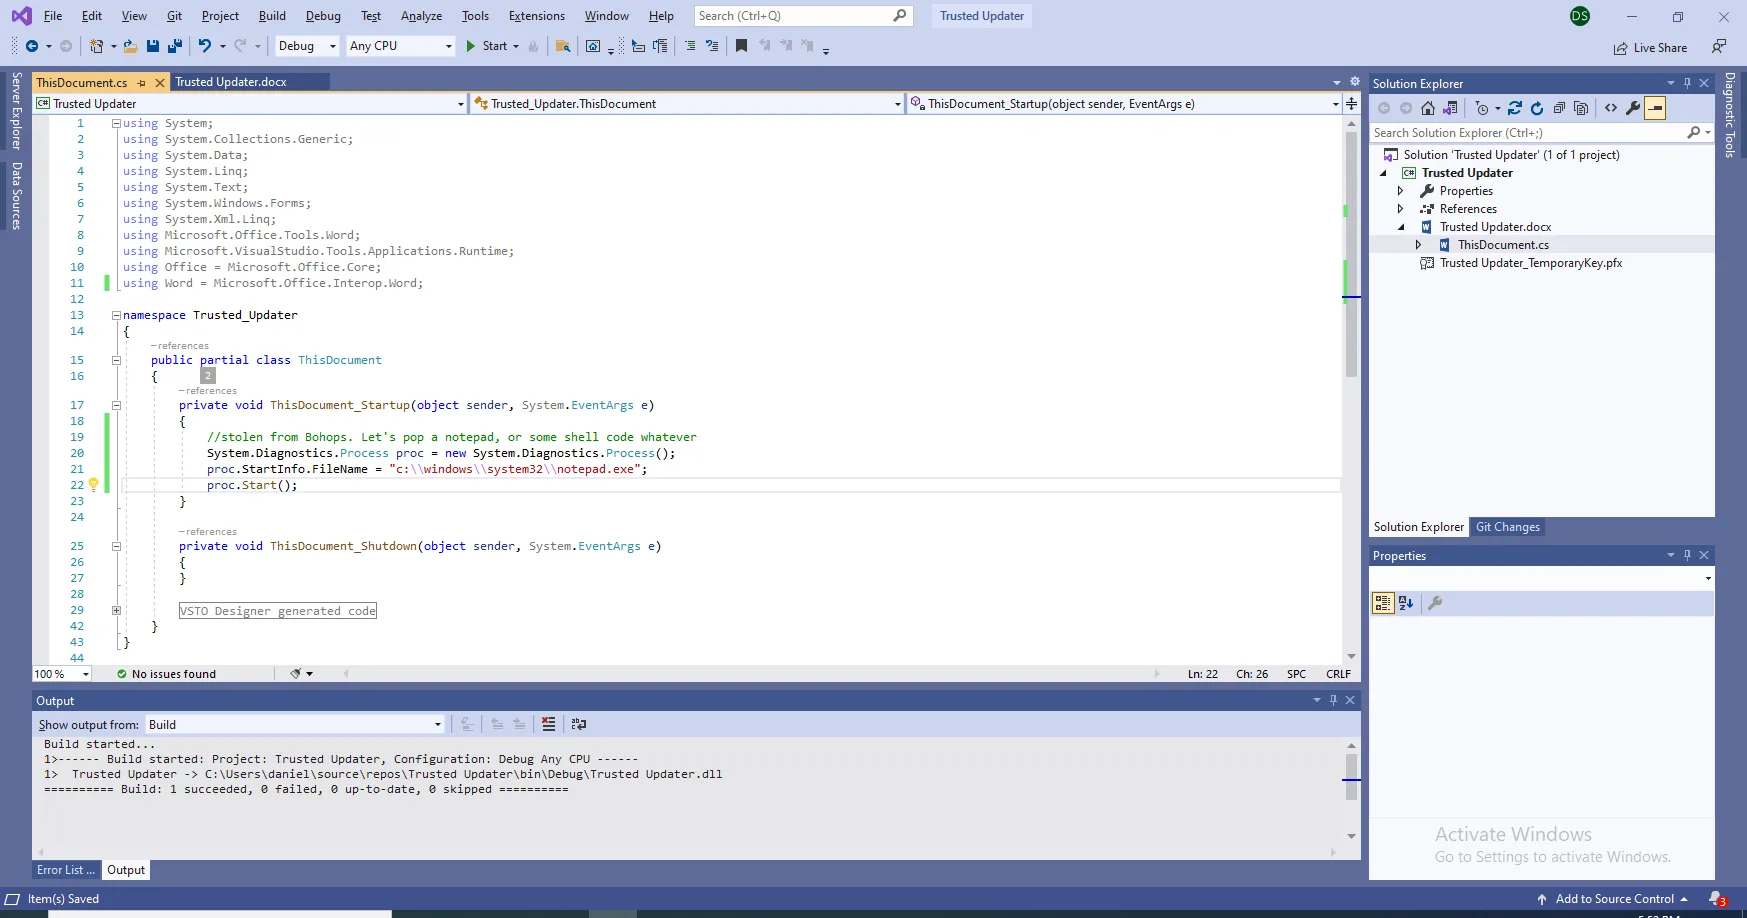 File Edit View Git Project Build Debug Test Analyze Tools Extensions Window Help Search (Ctrl+Q) Trusted Updater DS
Debug Any CPU Start Live Share
ThisDocument.cs Trusted Updater.docx
C# Trusted Updater Trusted_Updater.ThisDocument ThisDocument_Startup(object sender, EventArgs e)
Server Explorer
Data Sources
1 using System;
2 using System.Collections.Generic;
3 using System.Data;
4 using System.Linq;
5 using System.Text;
6 using System.Windows.Forms;
7 using System.Xml.Linq;
8 using Microsoft.Office.Tools.Word;
9 using Microsoft.VisualStudio.Tools.Applications.Runtime;
10 using Office = Microsoft.Office.Core;
11 using Word = Microsoft.Office.Interop.Word;
12
13 namespace Trusted_Updater
14 {
–references
15 public partial class ThisDocument
16 {
2
–references
17 private void ThisDocument_Startup(object sender, System.EventArgs e)
18 {
19 //stolen from Bohops. Let's pop a notepad, or some shell code whatever
20 System.Diagnostics.Process proc = new System.Diagnostics.Process();
21 proc.StartInfo.FileName = "c:\\windows\\system32\\notepad.exe";
22 proc.Start();
23 }
24
–references
25 private void ThisDocument_Shutdown(object sender, System.EventArgs e)
26 {
27 }
28
29 VSTO Designer generated code
42 }
43 }
44
100 % No issues found Ln: 22 Ch: 26 SPC CRLF
Output
Show output from: Build
Build started...
1>------ Build started: Project: Trusted Updater, Configuration: Debug Any CPU ------
1> Trusted Updater -> C:\Users\daniel\source\repos\Trusted Updater\bin\Debug\Trusted Updater.dll
========== Build: 1 succeeded, 0 failed, 0 up-to-date, 0 skipped ==========
Error List ... Output
Solution Explorer
Search Solution Explorer (Ctrl+;)
Solution 'Trusted Updater' (1 of 1 project)
C# Trusted Updater
Properties
References
Trusted Updater.docx
ThisDocument.cs
Trusted Updater_TemporaryKey.pfx
Solution Explorer Git Changes
Properties
Activate Windows
Go to Settings to activate Windows.
Diagnostic Tools
Item(s) Saved Add to Source Control 3